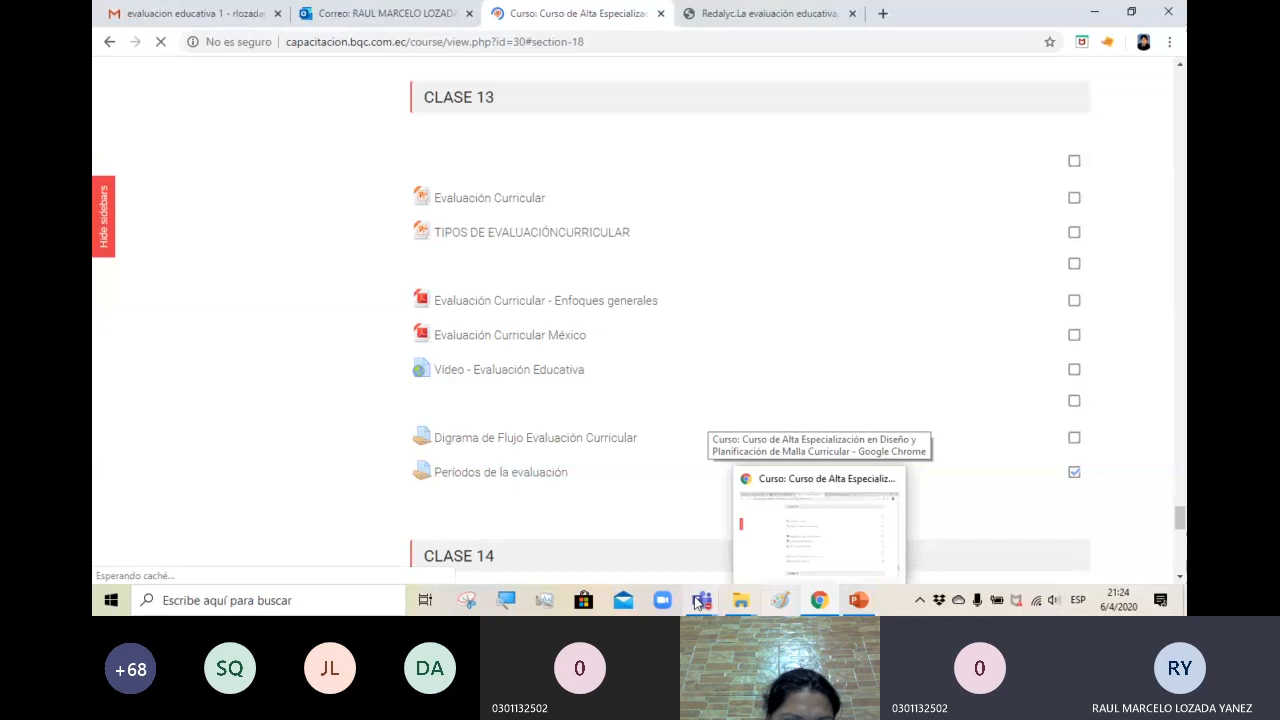 evaluacion educativa 1 - rlozada
Correo: RAUL MARCELO LOZADA
Curso: Curso de Alta Especializac
Redalyc.La evaluación educativa,
No es seguro
capacitacion.bqc.com.ec/course/view.php?id=30#section-18
CLASE 13
Hide sidebars
Evaluación Curricular
TIPOS DE EVALUACIÓNCURRICULAR
Evaluación Curricular - Enfoques generales
Evaluación Curricular México
Vídeo - Evaluación Educativa
Digrama de Flujo Evaluación Curricular
Períodos de la evaluación
Curso: Curso de Alta Especialización en Diseño y
Planificación de Malla Curricular - Google Chrome
Curso: Curso de Alta Especializ...
CLASE 14
Esperando caché...
Escribe aquí para buscar
ESP
21:24
6/4/2020
+68
SQ
JL
DA
0
0301132502
0
0301132502
RY
RAUL MARCELO LOZADA YANEZ